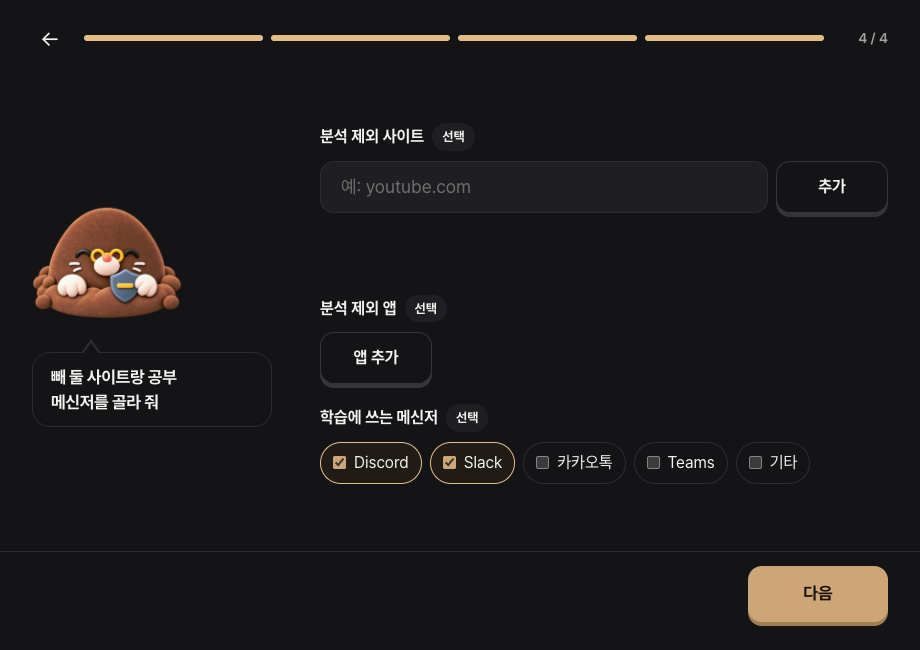 4 / 4
분석 제외 사이트 선택
예: youtube.com
추가
분석 제외 앱 선택
앱 추가
빼 둘 사이트랑 공부
메신저를 골라 줘
학습에 쓰는 메신저 선택
Discord Slack 카카오톡 Teams 기타
다음